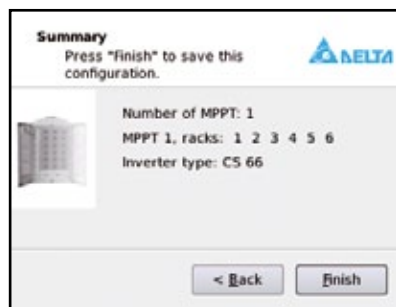 Summary
Press "Finish" to save this
configuration.
DELTA
Number of MPPT: 1
MPPT 1, racks: 1 2 3 4 5 6
Inverter type: CS 66
< Back
Finish